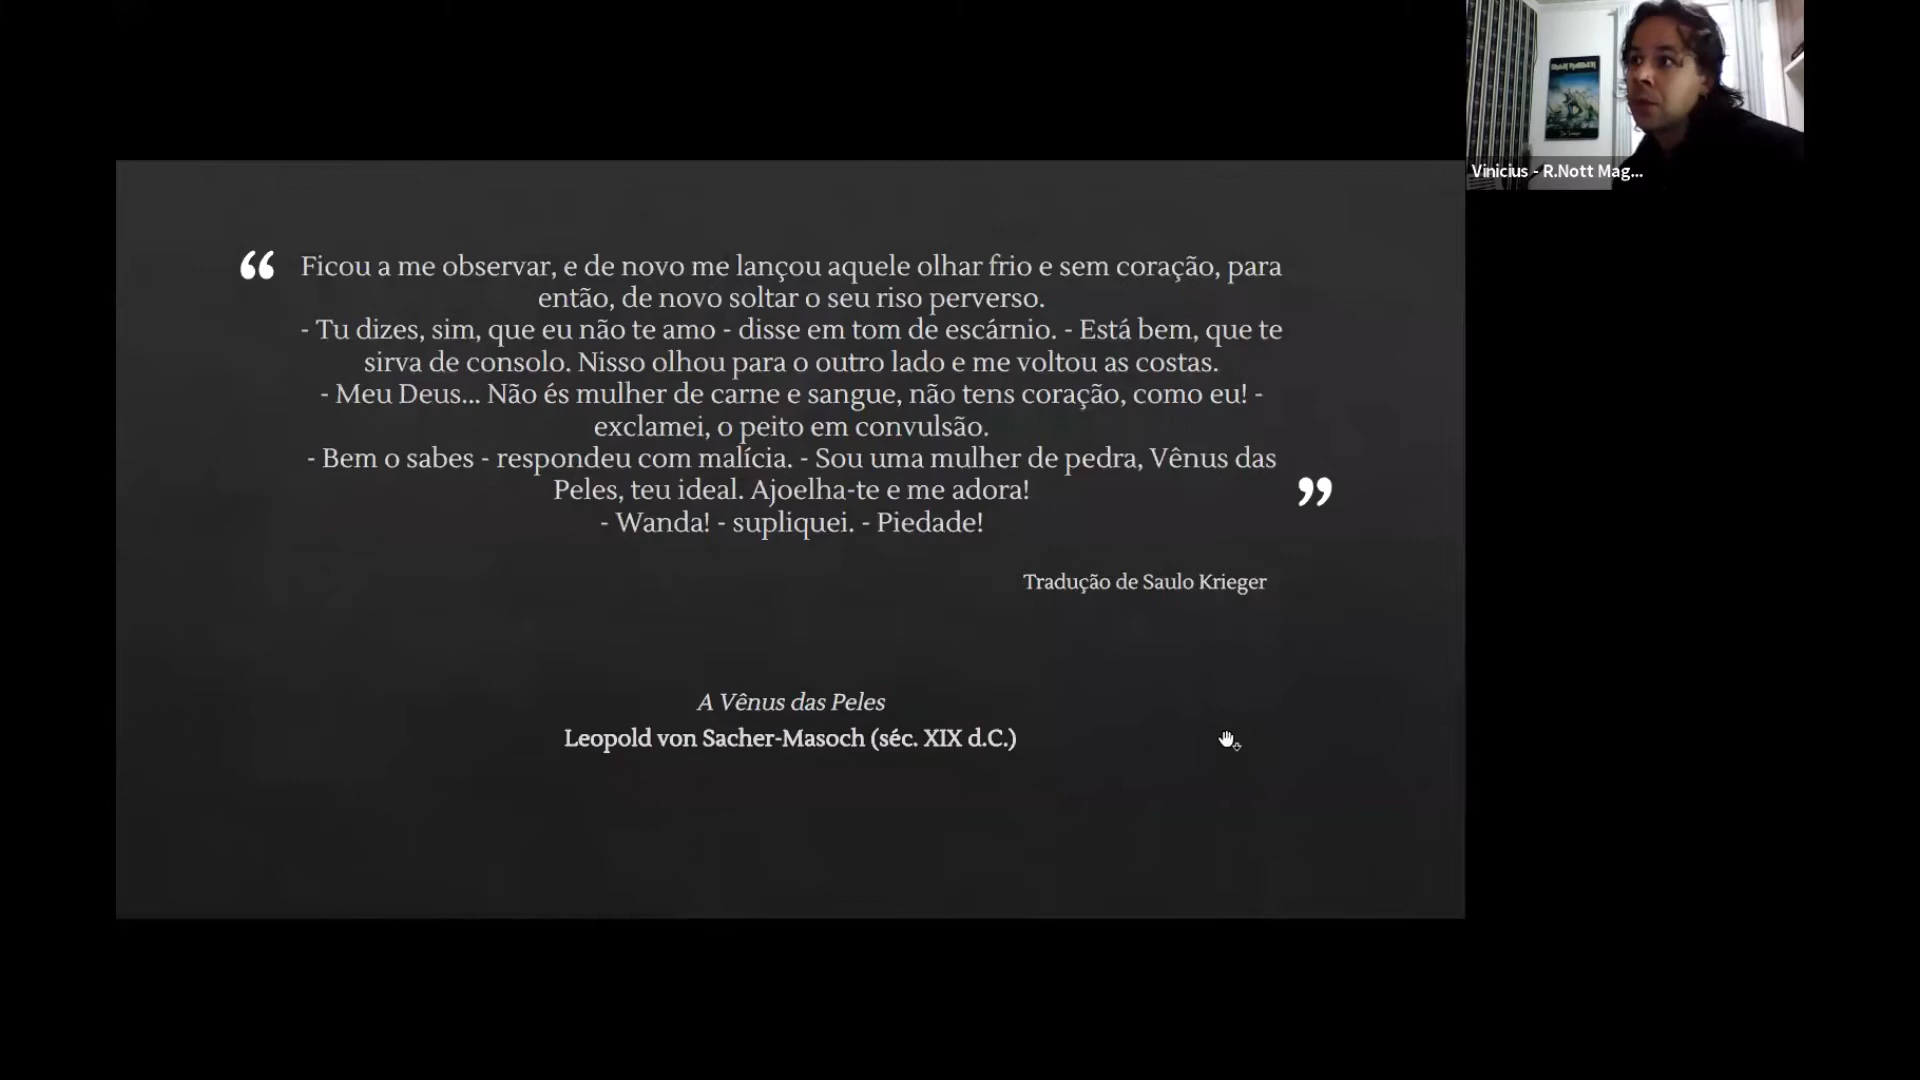 “ Ficou a me observar, e de novo me lançou aquele olhar frio e sem coração, para
então, de novo soltar o seu riso perverso.
- Tu dizes, sim, que eu não te amo - disse em tom de escárnio. - Está bem, que te
sirva de consolo. Nisso olhou para o outro lado e me voltou as costas.
- Meu Deus... Não és mulher de carne e sangue, não tens coração, como eu! -
exclamei, o peito em convulsão.
- Bem o sabes - respondeu com malícia. - Sou uma mulher de pedra, Vênus das
Peles, teu ideal. Ajoelha-te e me adora! ”
- Wanda! - supliquei. - Piedade!
Tradução de Saulo Krieger
A Vênus das Peles
Leopold von Sacher-Masoch (séc. XIX d.C.)
Vinicius - R.Nott Mag...
IRON MAIDEN